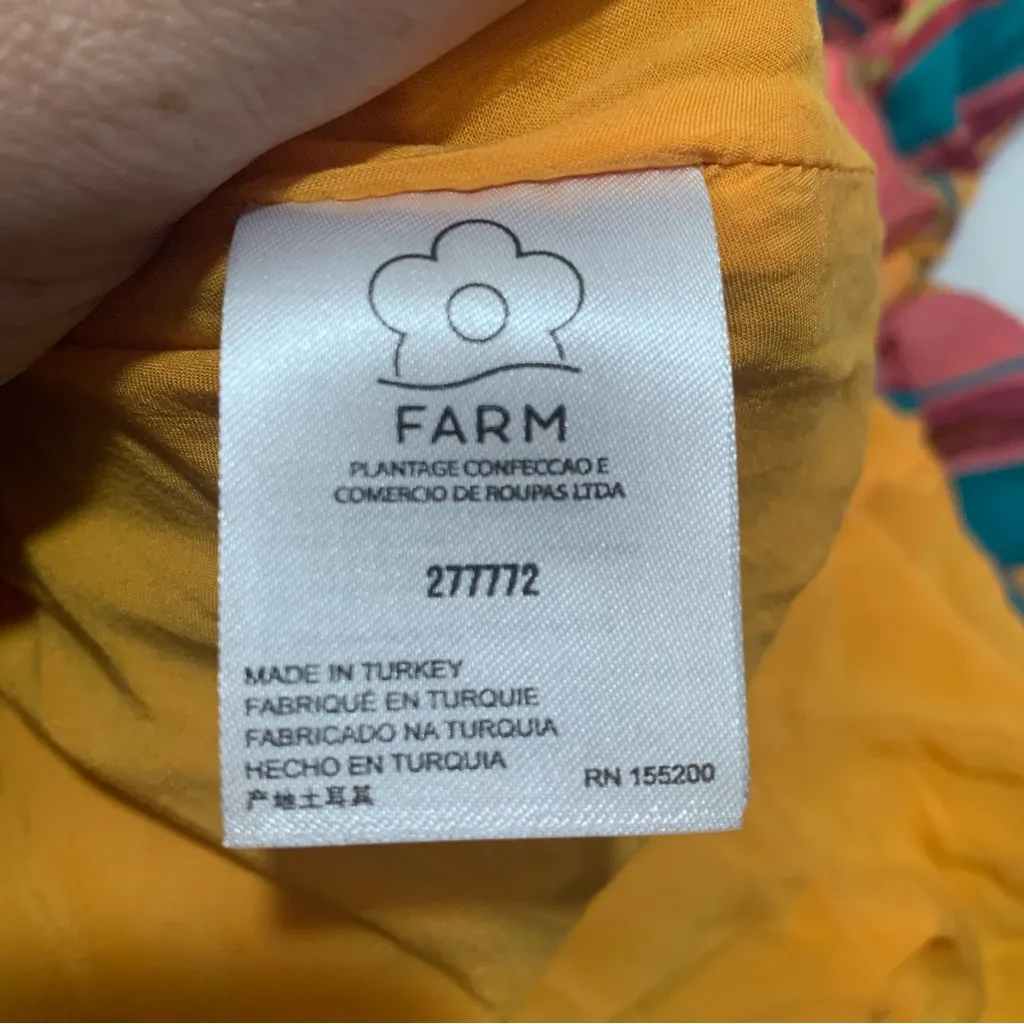 FARM
PLANTAGE CONFECCAO E
COMERCIO DE ROUPAS LTDA
277772
MADE IN TURKEY
FABRIQUÉ EN TURQUIE
FABRICADO NA TURQUIA
HECHO EN TURQUIA
产地土耳其
RN 155200